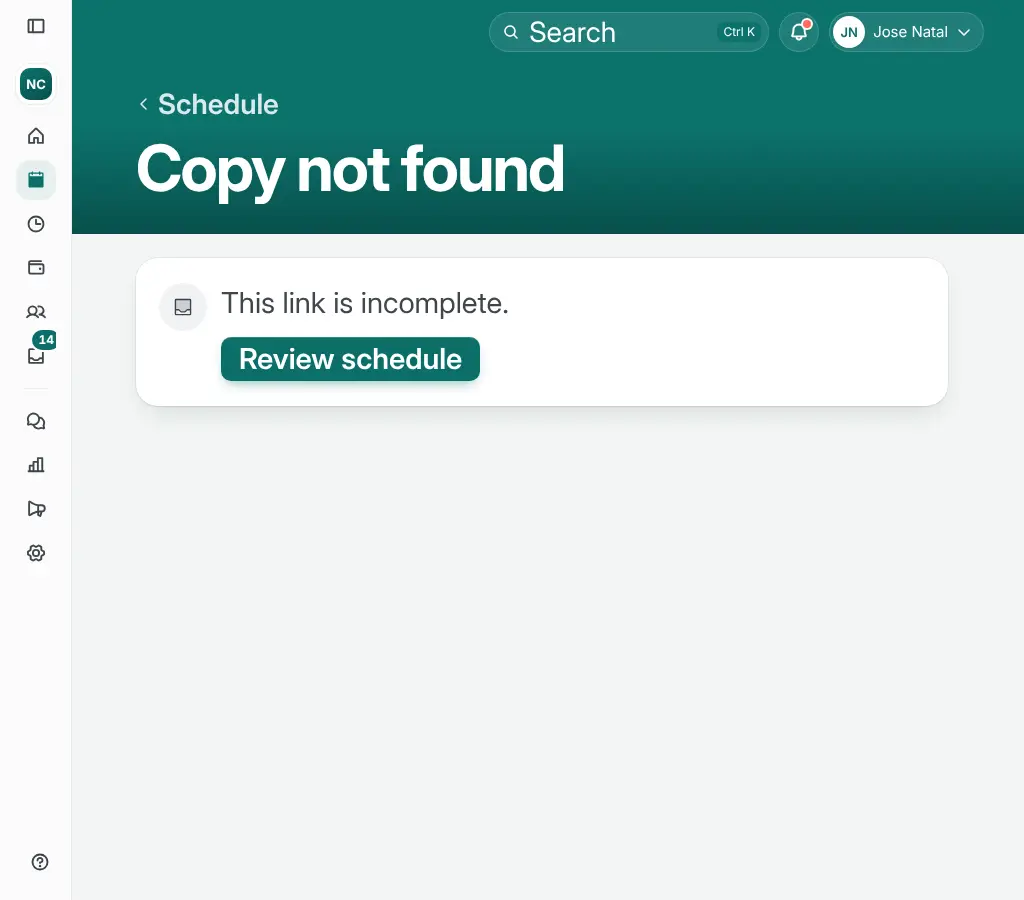 Search
Ctrl K
JN
Jose Natal
NC
Schedule
Copy not found
This link is incomplete.
Review schedule
14